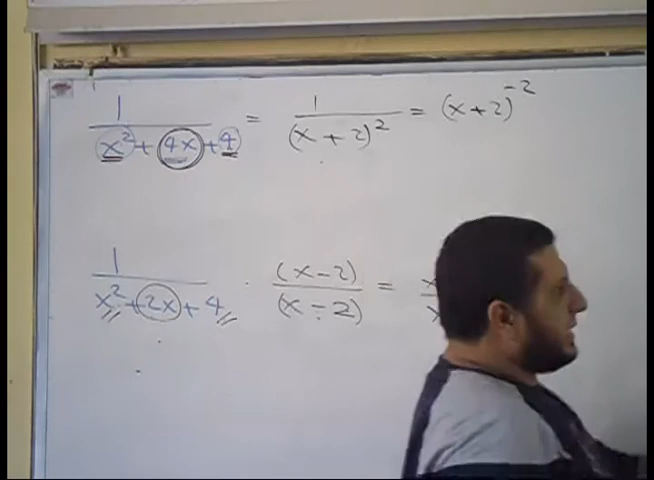 1/(x² + 4x + 4) = 1/(x + 2)² = (x + 2)⁻²
1/(x² + 2x + 4) · (x - 2)/(x - 2) =